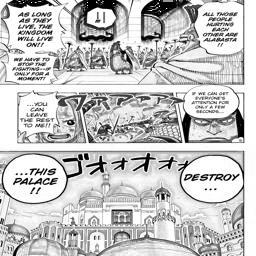 ALL THOSE
PEOPLE
HURTING
EACH
OTHER ARE
ALABASTA!!
!!
AS LONG
AS
THEY
LIVE, THE
KINGDOM
WILL LIVE
ON!!
WE HAVE TO
STOP THE
FIGHTING--IF
ONLY FOR A
MOMENT!
IF WE CAN GET
EVERYONE'S
ATTENTION FOR
ONLY A FEW
SECONDS...
...YOU
CAN
LEAVE
THE REST
TO ME!!
ゴオオオオ
DESTROY
...
...THIS
PALACE
!!